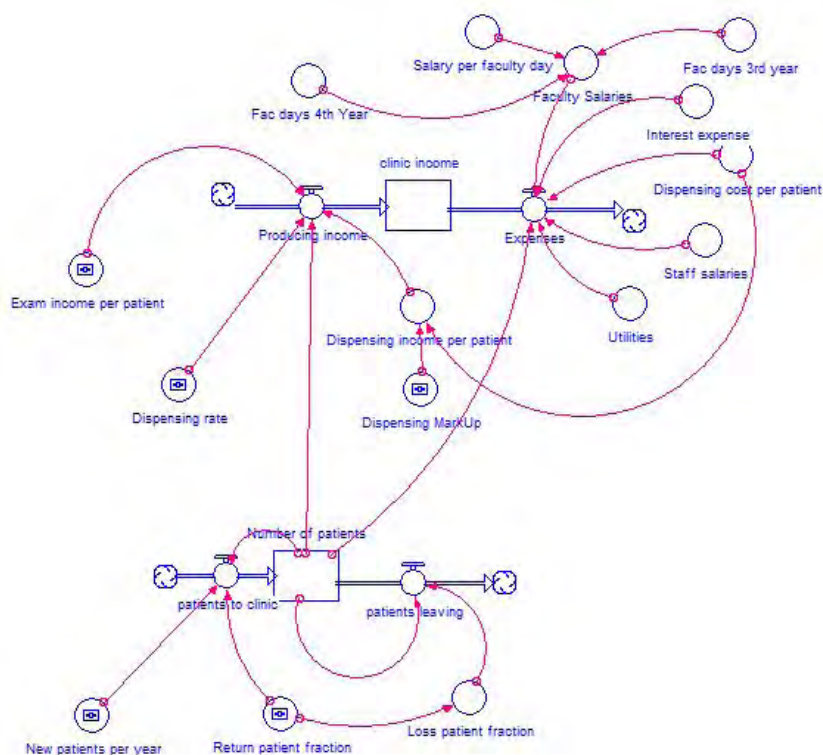 Salary per faculty day
Fac days 3rd year
Faculty Salaries
Fac days 4th Year
Interest expense
clinic income
Dispensing cost per patient
Producing income
Expenses
Staff salaries
Exam income per patient
Dispensing income per patient
Utilities
Dispensing rate
Dispensing MarkUp
Number of patients
patients to clinic
patients leaving
Loss patient fraction
New patients per year
Return patient fraction